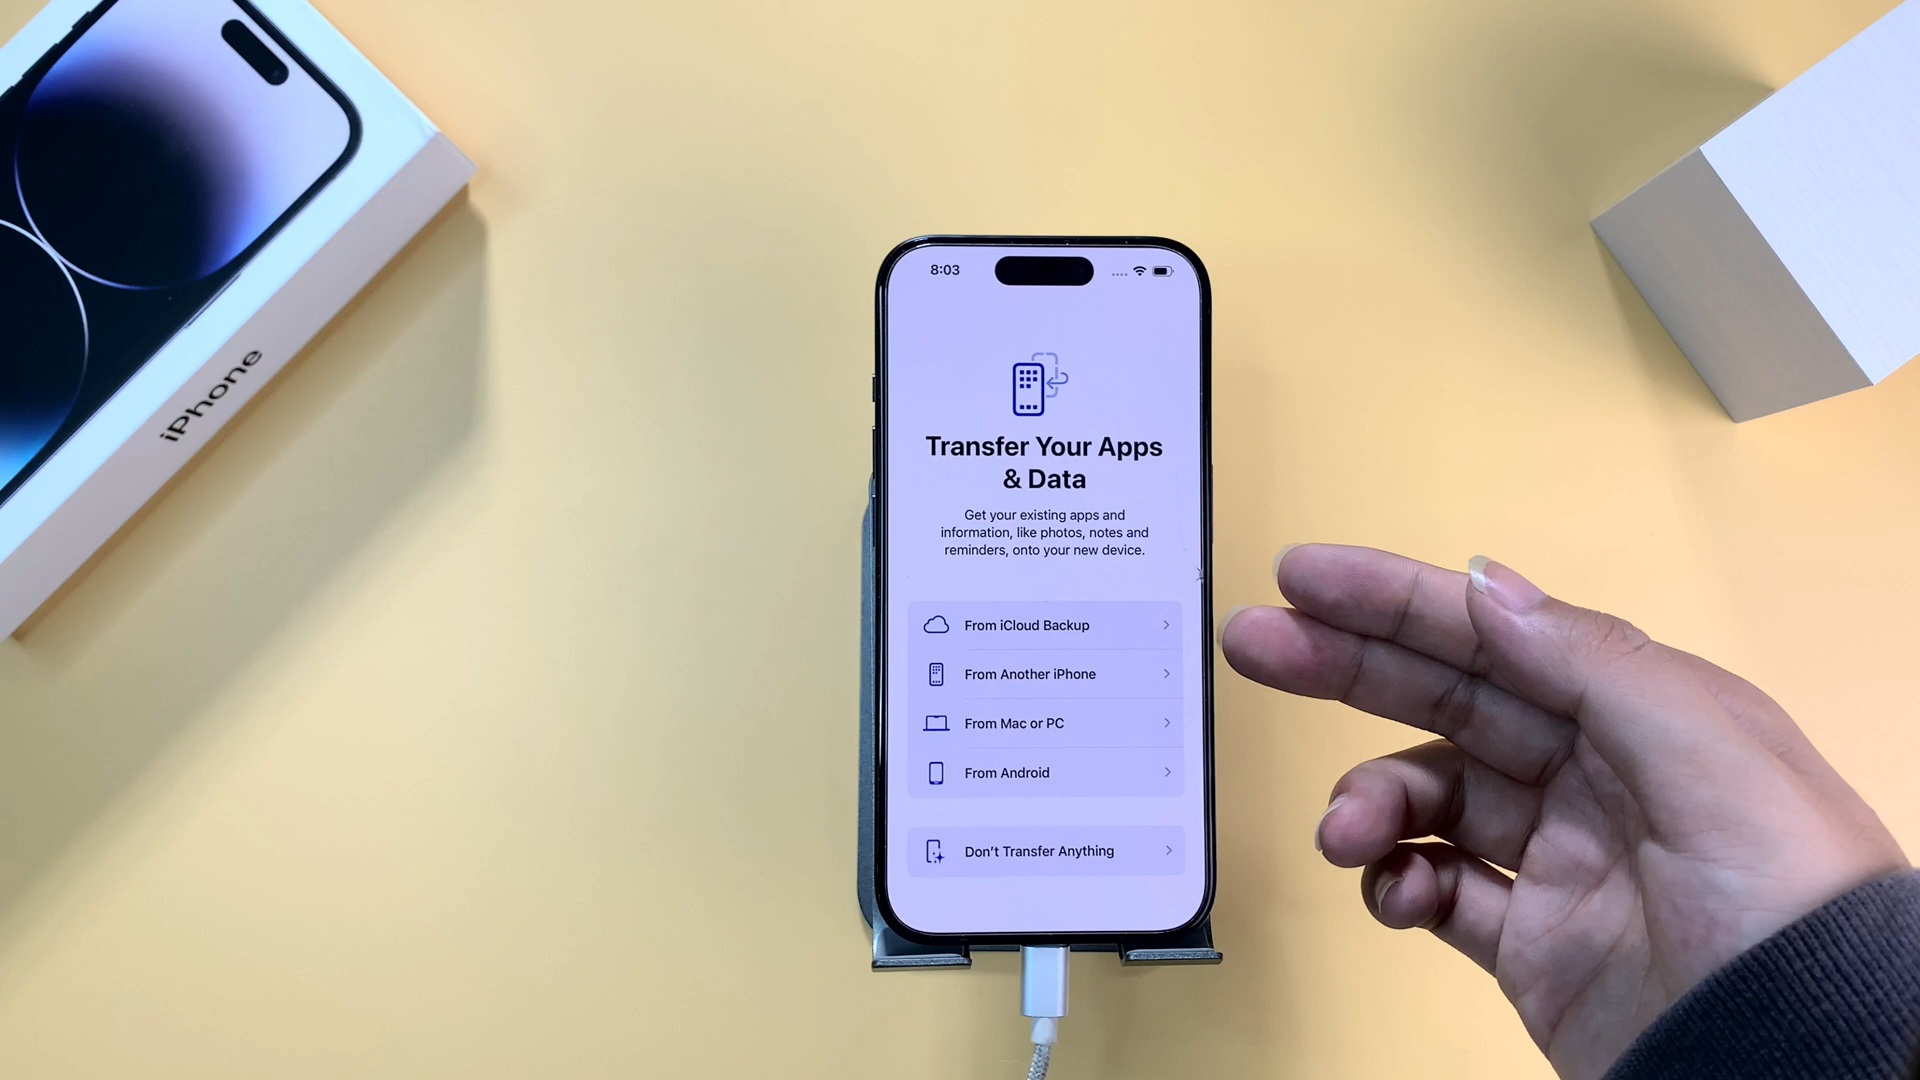 iPhone
8:03
Transfer Your Apps
& Data
Get your existing apps and
information, like photos, notes and
reminders, onto your new device.
From iCloud Backup
From Another iPhone
From Mac or PC
From Android
Don't Transfer Anything